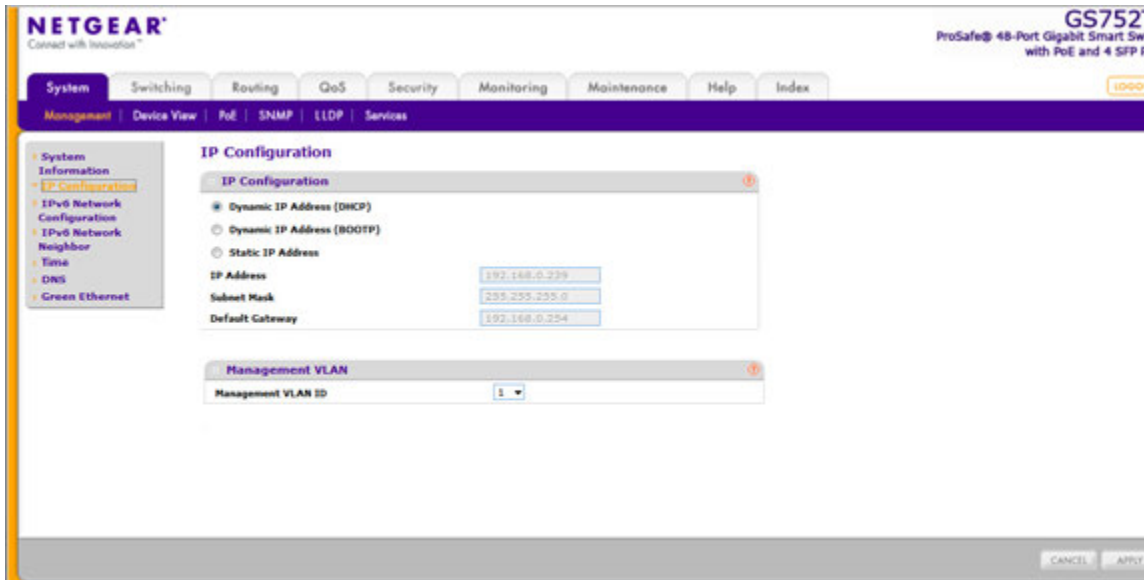 NETGEAR®
Connect with Innovation™
GS752
ProSafe® 48-Port Gigabit Smart Sw
with PoE and 4 SFP
System Switching Routing QoS Security Monitoring Maintenance Help Index
LOGO
Management | Device View | PoE | SNMP | LLDP | Services
System
Information
IP Configuration
IPv6 Network
Configuration
IPv6 Network
Neighbor
Time
DNS
Green Ethernet
IP Configuration
IP Configuration
Dynamic IP Address (DHCP)
Dynamic IP Address (BOOTP)
Static IP Address
IP Address 192.168.0.239
Subnet Mask 255.255.255.0
Default Gateway 192.168.0.254
Management VLAN
Management VLAN ID 1
CANCEL APPLY